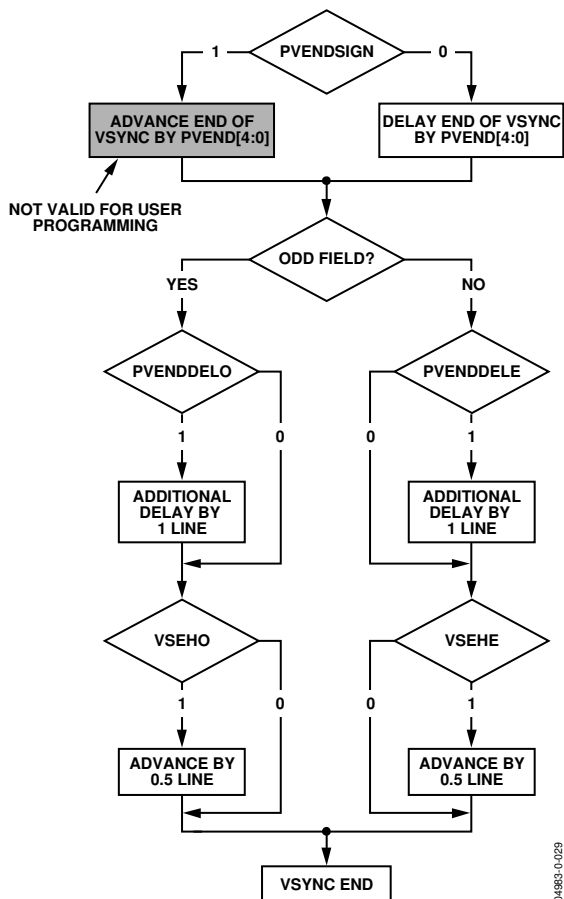 PVENDSIGN
1
0
ADVANCE END OF
VSYNC BY PVEND[4:0]
DELAY END OF VSYNC
BY PVEND[4:0]
NOT VALID FOR USER
PROGRAMMING
ODD FIELD?
YES
NO
PVENDDELO
PVENDDELE
1
0
0
1
ADDITIONAL
DELAY BY
1 LINE
ADDITIONAL
DELAY BY
1 LINE
VSEHO
VSEHE
1
0
0
1
ADVANCE BY
0.5 LINE
ADVANCE BY
0.5 LINE
VSYNC END
04983-0-029